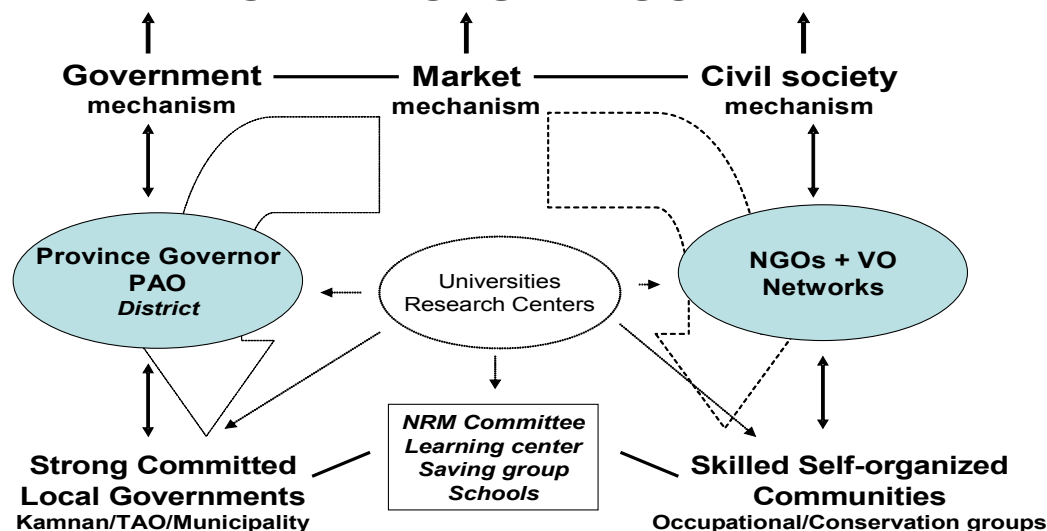 Government
mechanism
Market
mechanism
Civil society
mechanism
Province Governor
PAO
District
Universities
Research Centers
NGOs + VO
Networks
NRM Committee
Learning center
Saving group
Schools
Strong Committed
Local Governments
Kamnan/TAO/Municipality
Skilled Self-organized
Communities
Occupational/Conservation groups